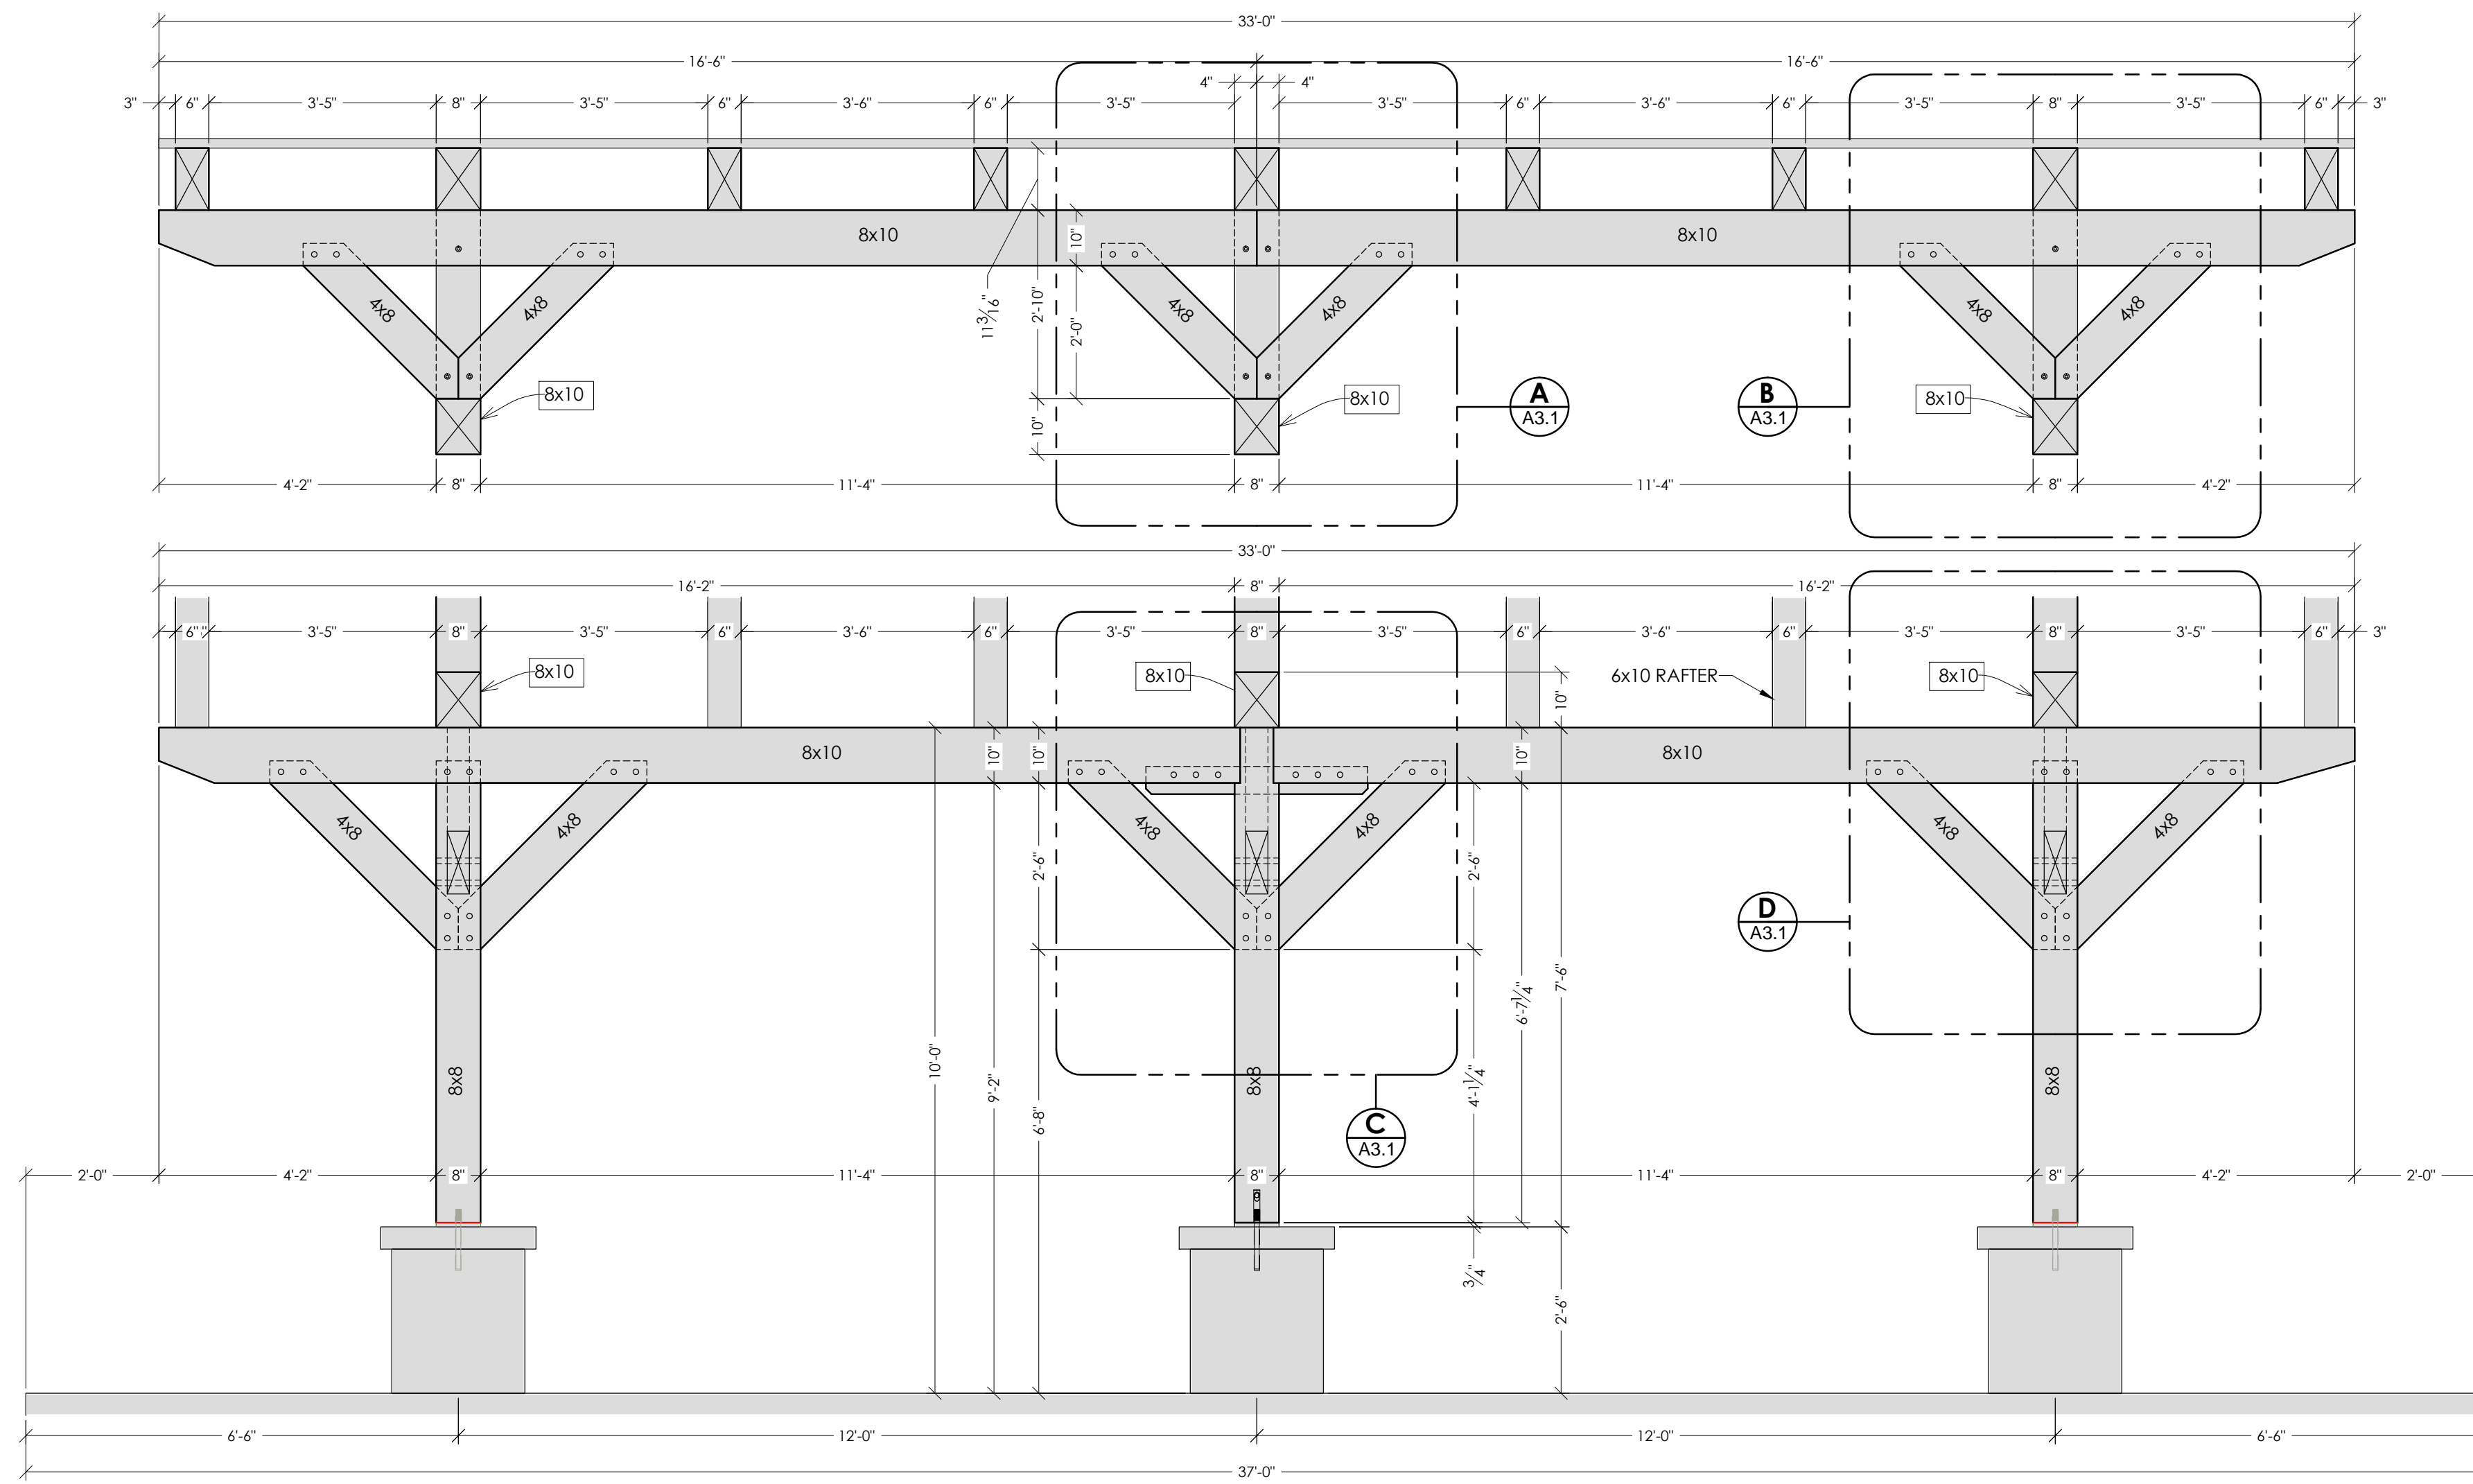 33'-0"
16'-6" 16'-6"
4" 4"
3" 6" 3'-5" 8" 3'-5" 6" 3'-6" 6" 3'-5" 3'-5" 6" 3'-6" 6" 3'-5" 8" 3'-5" 6" 3"
8x10 10" 8x10
4x8 4x8 11 3/16" 2'-10" 2'-0" 4x8 4x8 4x8 4x8
8x10 8x10 A B 8x10
A3.1 A3.1
10"
4'-2" 8" 11'-4" 8" 11'-4" 8" 4'-2"
33'-0"
16'-2" 8" 16'-2"
6" 3'-5" 8" 3'-5" 6" 3'-6" 6" 3'-5" 8" 3'-5" 6" 3'-6" 6" 3'-5" 8" 3'-5" 6" 3"
8x10 8x10 6x10 RAFTER 8x10
10"
8x10 10" 10" 10" 8x10
4x8 4x8 4x8 4x8 4x8 4x8
2'-6" 2'-6"
D
A3.1
7'-6"
6'-7 1/4"
10'-0" 9'-2" 6'-8" 4'-1 1/4"
8x8 8x8 8x8
C
A3.1
2'-0" 4'-2" 8" 11'-4" 8" 11'-4" 8" 4'-2" 2'-0"
3/4"
2'-6"
6'-6" 12'-0" 12'-0" 6'-6"
37'-0"